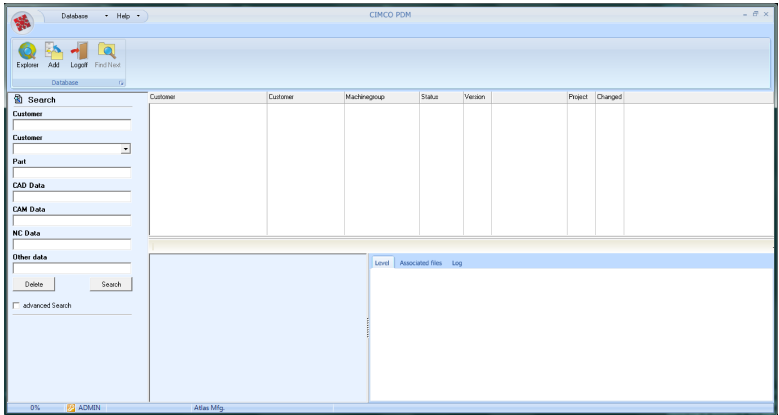 Database Help
CIMCO PDM
Explorer Add Logoff Find Next
Database
Search
Customer
Customer
Part
CAD Data
CAM Data
NC Data
Other data
Delete Search
advanced Search
Customer Customer Machinegroup Status Version Project Changed
Level Associated files Log
0% ADMIN Atlas Mfg.